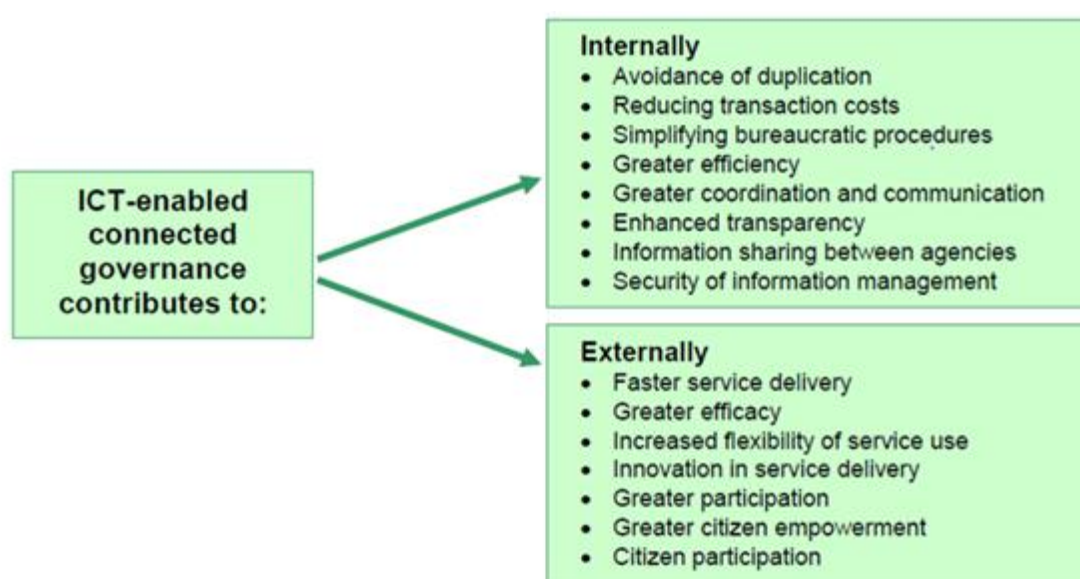 ICT-enabled
connected
governance
contributes to:
Internally
• Avoidance of duplication
• Reducing transaction costs
• Simplifying bureaucratic procedures
• Greater efficiency
• Greater coordination and communication
• Enhanced transparency
• Information sharing between agencies
• Security of information management
Externally
• Faster service delivery
• Greater efficacy
• Increased flexibility of service use
• Innovation in service delivery
• Greater participation
• Greater citizen empowerment
• Citizen participation